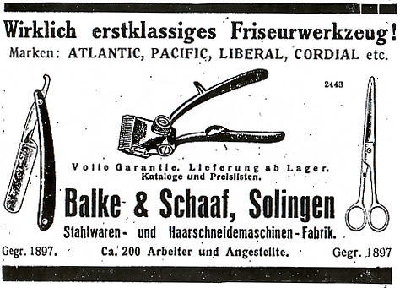 Wirklich erstklassiges Friseurwerkzeug!
Marken: ATLANTIC, PACIFIC, LIBERAL, CORDIAL etc.
2443
Volle Garantie. Lieferung ab Lager.
Kataloge und Preislisten.
Balke & Schaaf, Solingen
Stahlwaren- und Haarschneidemaschinen-Fabrik.
Gegr. 1897. Ca. 200 Arbeiter und Angestellte. Gegr. 1897